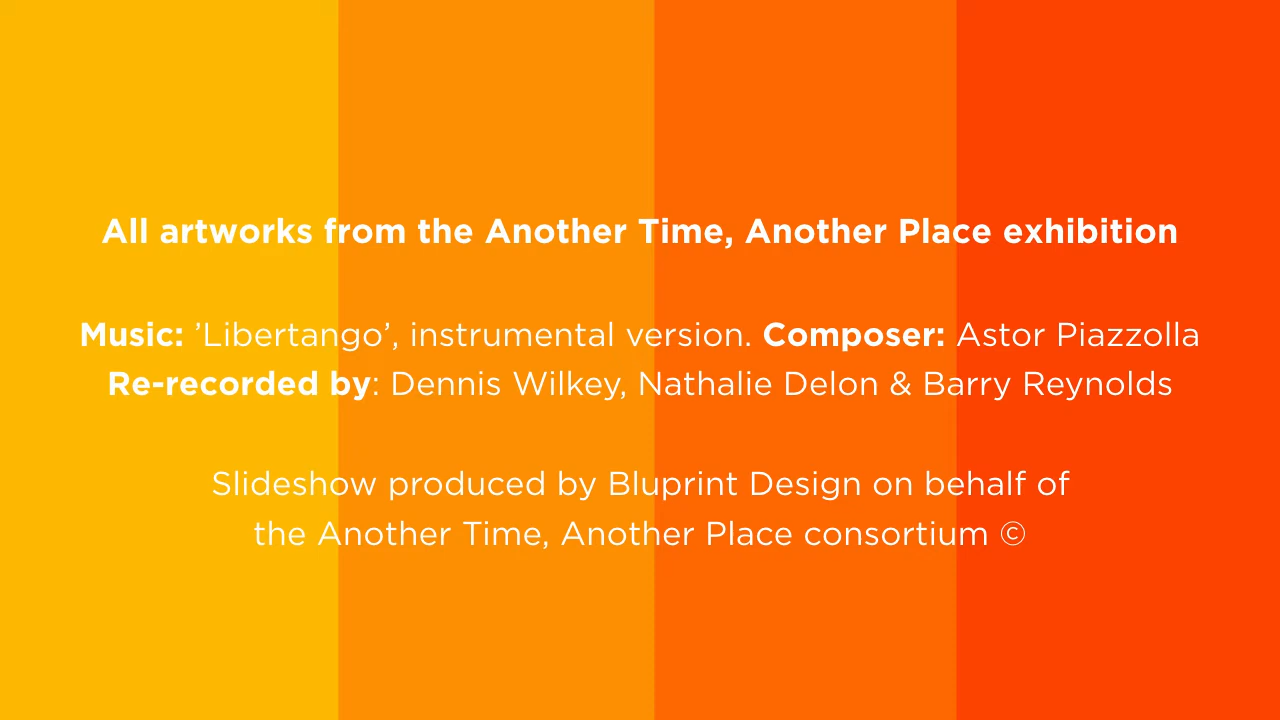 All artworks from the Another Time, Another Place exhibition
Music: ’Libertango’, instrumental version. Composer: Astor Piazzolla
Re-recorded by: Dennis Wilkey, Nathalie Delon & Barry Reynolds
Slideshow produced by Bluprint Design on behalf of
the Another Time, Another Place consortium ©